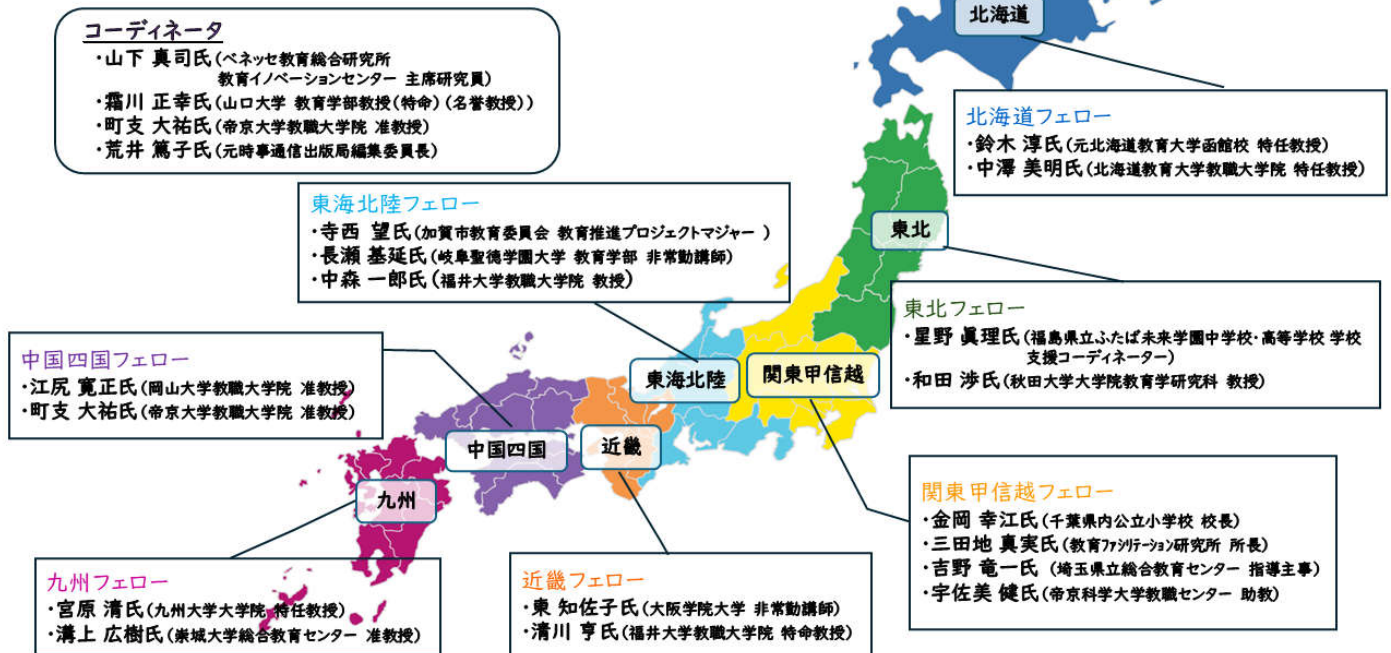 コーディネータ
・山下 真司氏(ベネッセ教育総合研究所
教育イノベーションセンター 主席研究員)
・霜川 正幸氏(山口大学 教育学部教授(特命)(名誉教授))
・町支 大祐氏(帝京大学教職大学院 准教授)
・荒井 篤子氏(元時事通信出版局編集委員長)
北海道
北海道フェロー
・鈴木 淳氏(元北海道教育大学函館校 特任教授)
・中澤 美明氏(北海道教育大学教職大学院 特任教授)
東海北陸フェロー
・寺西 望氏(加賀市教育委員会 教育推進プロジェクトマジャー )
・長瀬 基延氏(岐阜聖徳学園大学 教育学部 非常勤講師)
・中森 一郎氏(福井大学教職大学院 教授)
東北
東北フェロー
・星野 眞理氏(福島県立ふたば未来学園中学校・高等学校 学校
支援コーディネーター)
・和田 渉氏(秋田大学大学院教育学研究科 教授)
中国四国フェロー
・江尻 寛正氏(岡山大学教職大学院 准教授)
・町支 大祐氏(帝京大学教職大学院 准教授)
東海北陸
関東甲信越
中国四国
近畿
九州
関東甲信越フェロー
・金岡 幸江氏(千葉県内公立小学校 校長)
・三田地 真実氏(教育ファシリテーション研究所 所長)
・吉野 竜一氏 (埼玉県立総合教育センター 指導主事)
・宇佐美 健氏(帝京科学大学教職センター 助教)
九州フェロー
・宮原 清氏(九州大学大学院 特任教授)
・溝上 広樹氏(崇城大学総合教育センター 准教授)
近畿フェロー
・東 知佐子氏(大阪学院大学 非常勤講師)
・清川 亨氏(福井大学教職大学院 特命教授)